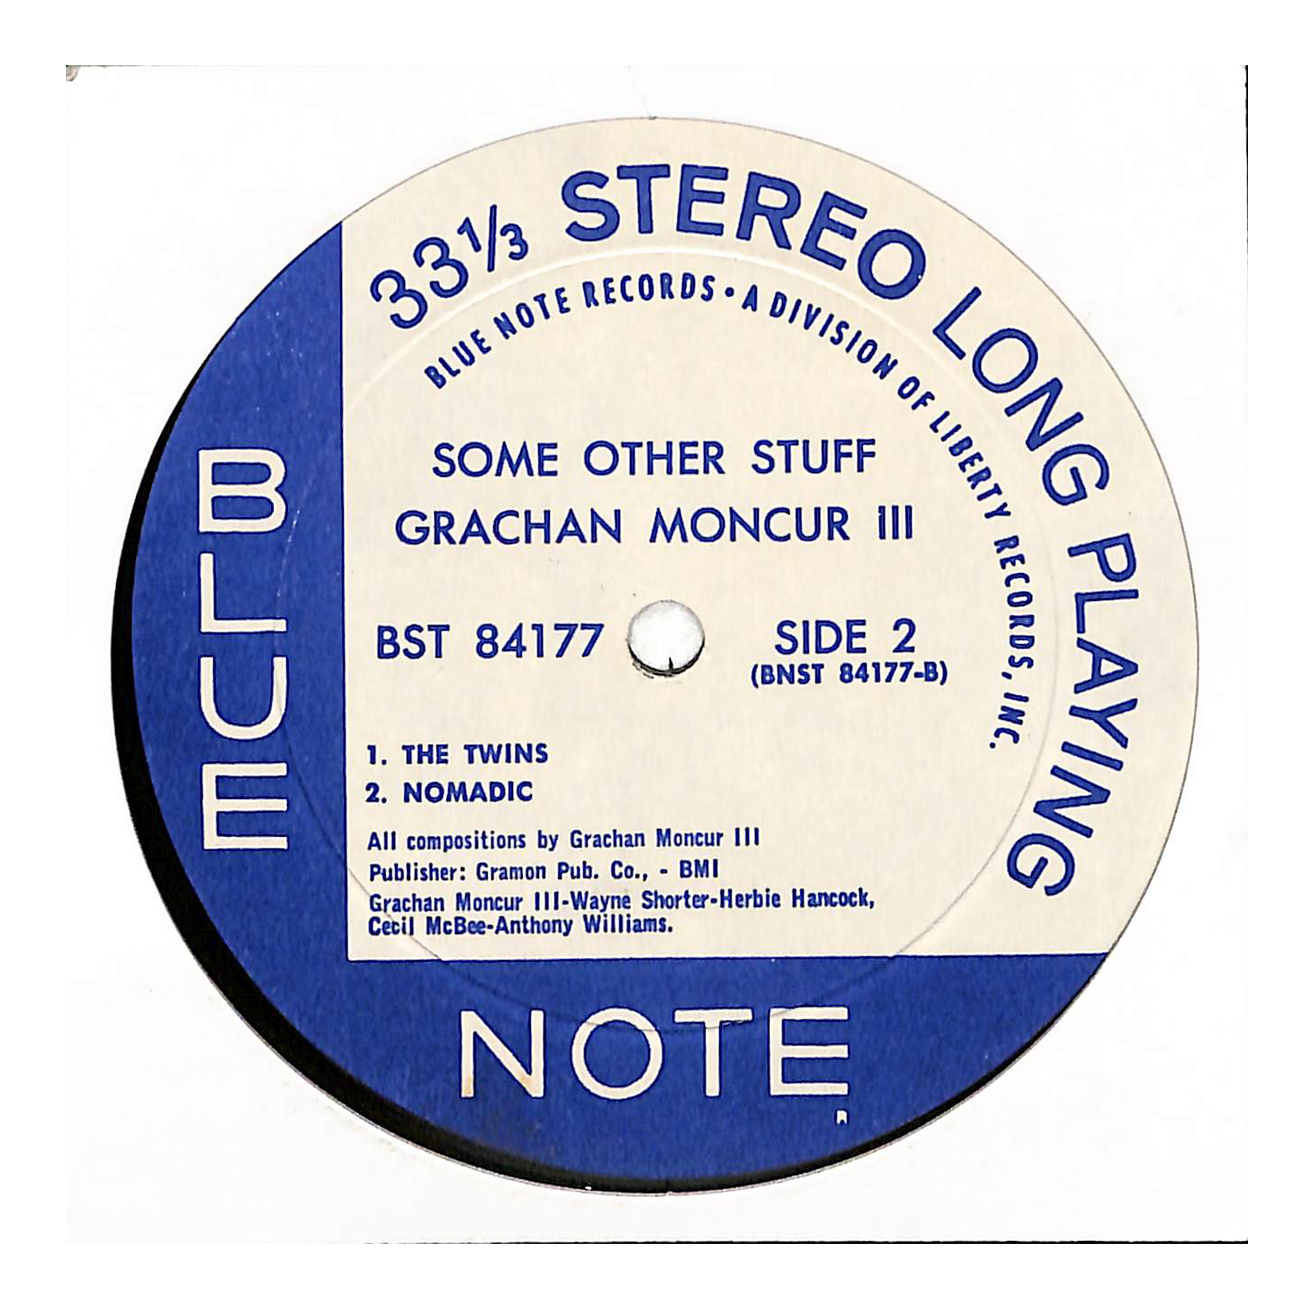 33⅓ STEREO LONG PLAYING
BLUE NOTE RECORDS • A DIVISION OF LIBERTY RECORDS, INC.
SOME OTHER STUFF
GRACHAN MONCUR III
BST 84177
SIDE 2
(BNST 84177-B)
1. THE TWINS
2. NOMADIC
All compositions by Grachan Moncur III
Publisher: Gramon Pub. Co., - BMI
Grachan Moncur III-Wayne Shorter-Herbie Hancock,
Cecil McBee-Anthony Williams.
BLUE
NOTE
R